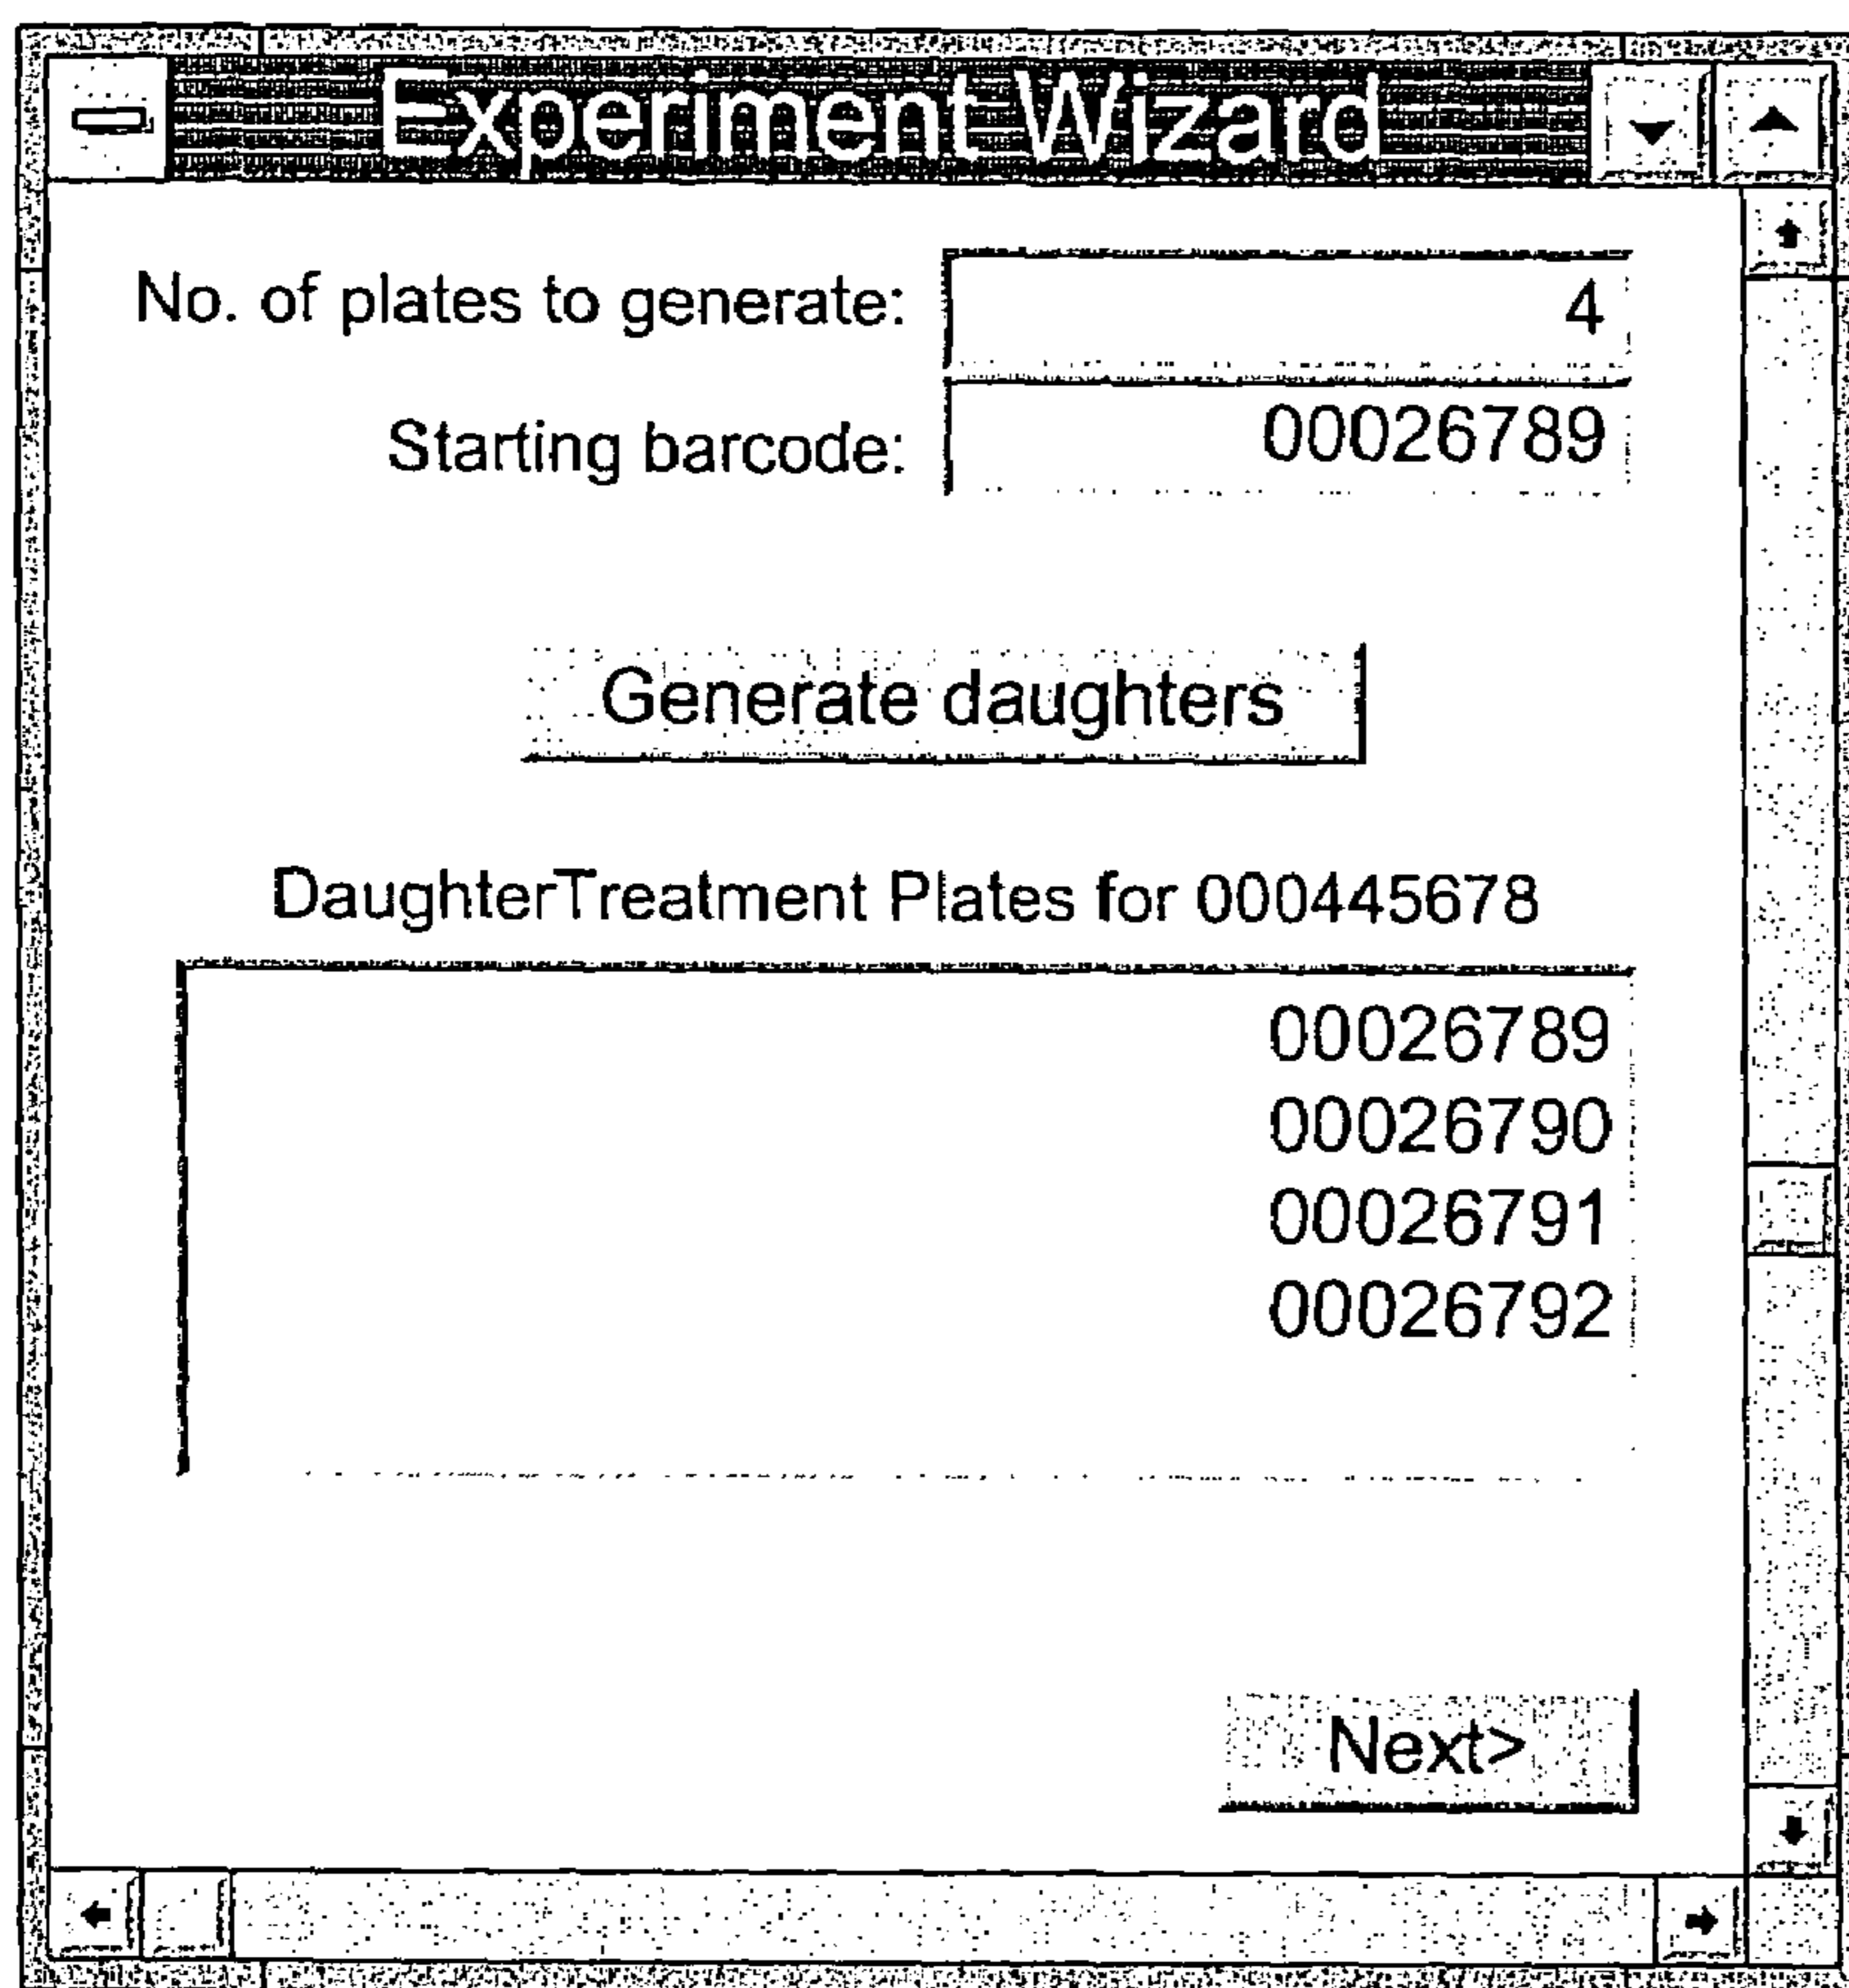 Experiment Wizard
No. of plates to generate: 4
Starting barcode: 00026789
Generate daughters
DaughterTreatment Plates for 000445678
00026789
00026790
00026791
00026792
Next>